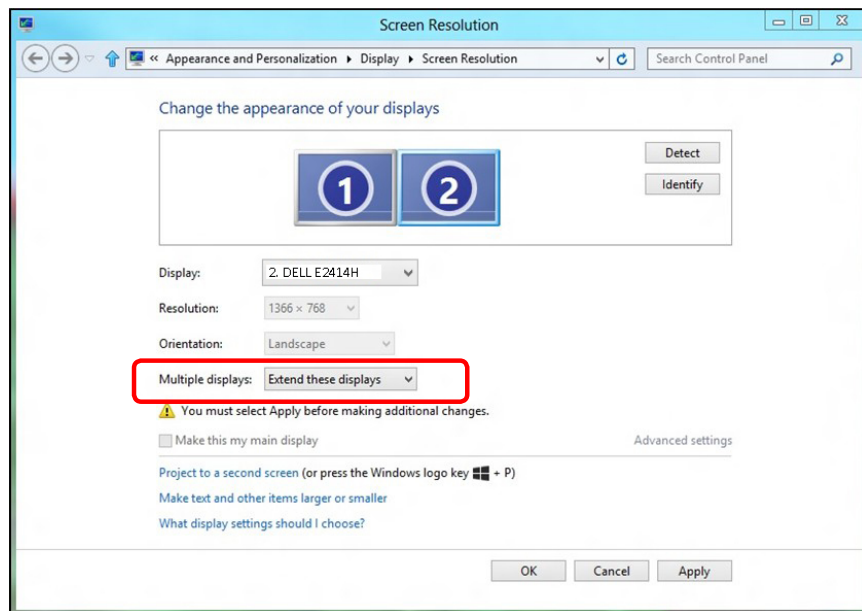 Screen Resolution
« Appearance and Personalization Display Screen Resolution Search Control Panel
Change the appearance of your displays
1 2
Detect
Identify
Display: 2. DELL E2414H
Resolution: 1366 × 768
Orientation: Landscape
Multiple displays: Extend these displays
You must select Apply before making additional changes.
Make this my main display Advanced settings
Project to a second screen (or press the Windows logo key + P)
Make text and other items larger or smaller
What display settings should I choose?
OK Cancel Apply